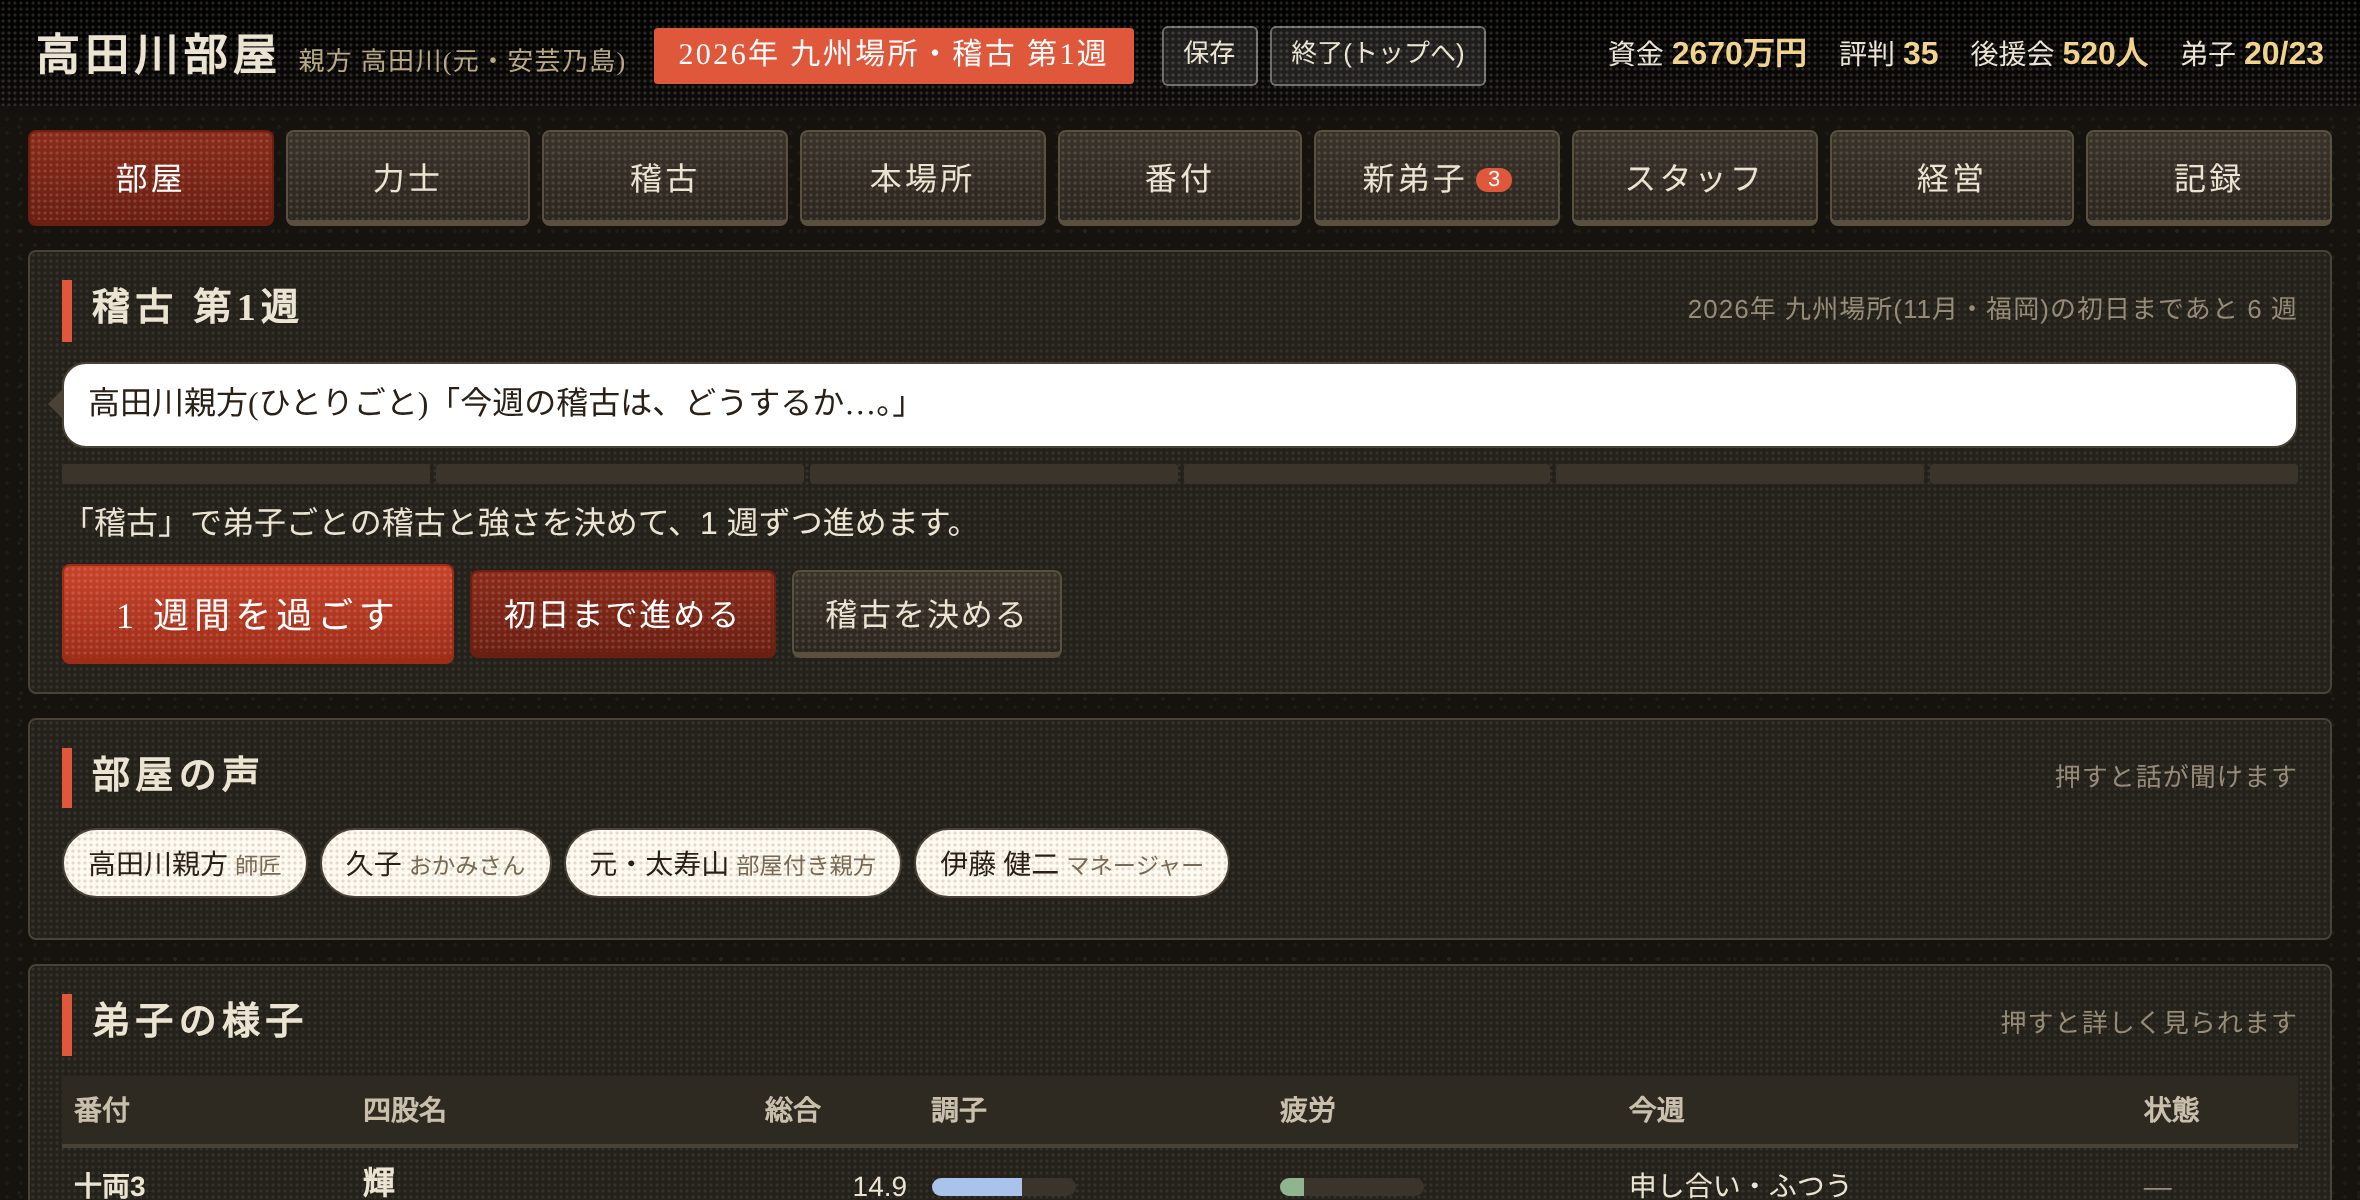 高田川部屋 親方 高田川(元・安芸乃島) 2026年 九州場所・稽古 第1週 保存 終了(トップへ) 資金 2670万円 評判 35 後援会 520人 弟子 20/23
部屋 力士 稽古 本場所 番付 新弟子 3 スタッフ 経営 記録
稽古 第1週 2026年 九州場所(11月・福岡)の初日まであと 6 週
高田川親方(ひとりごと)「今週の稽古は、どうするか…。」
「稽古」で弟子ごとの稽古と強さを決めて、1 週ずつ進めます。
1 週間を過ごす 初日まで進める 稽古を決める
部屋の声 押すと話が聞けます
高田川親方 師匠 久子 おかみさん 元・太寿山 部屋付き親方 伊藤 健二 マネージャー
弟子の様子 押すと詳しく見られます
番付 四股名 総合 調子 疲労 今週 状態
十両3 輝 14.9 申し合い・ふつう —